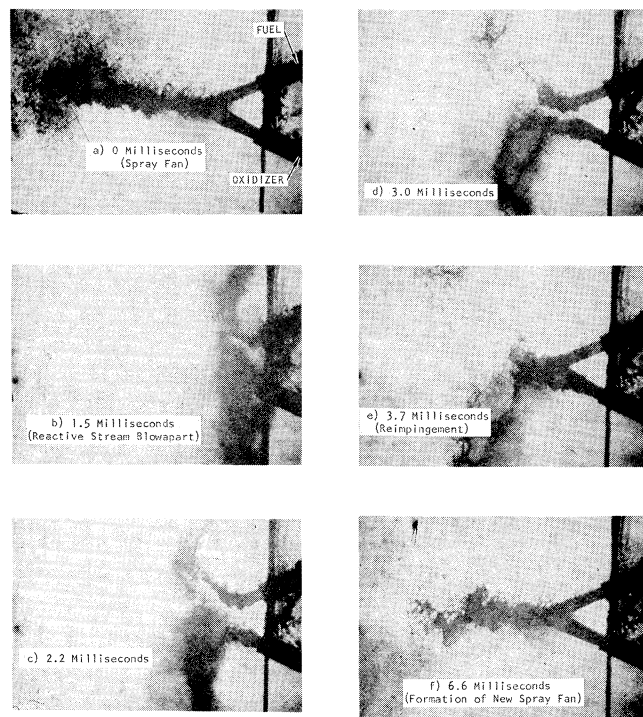 FUEL
a) 0 Milliseconds
(Spray Fan)
OXIDIZER
b) 1.5 Milliseconds
(Reactive Stream Blowapart)
c) 2.2 Milliseconds
d) 3.0 Milliseconds
e) 3.7 Milliseconds
(Reimpingement)
f) 6.6 Milliseconds
(Formation of New Spray Fan)